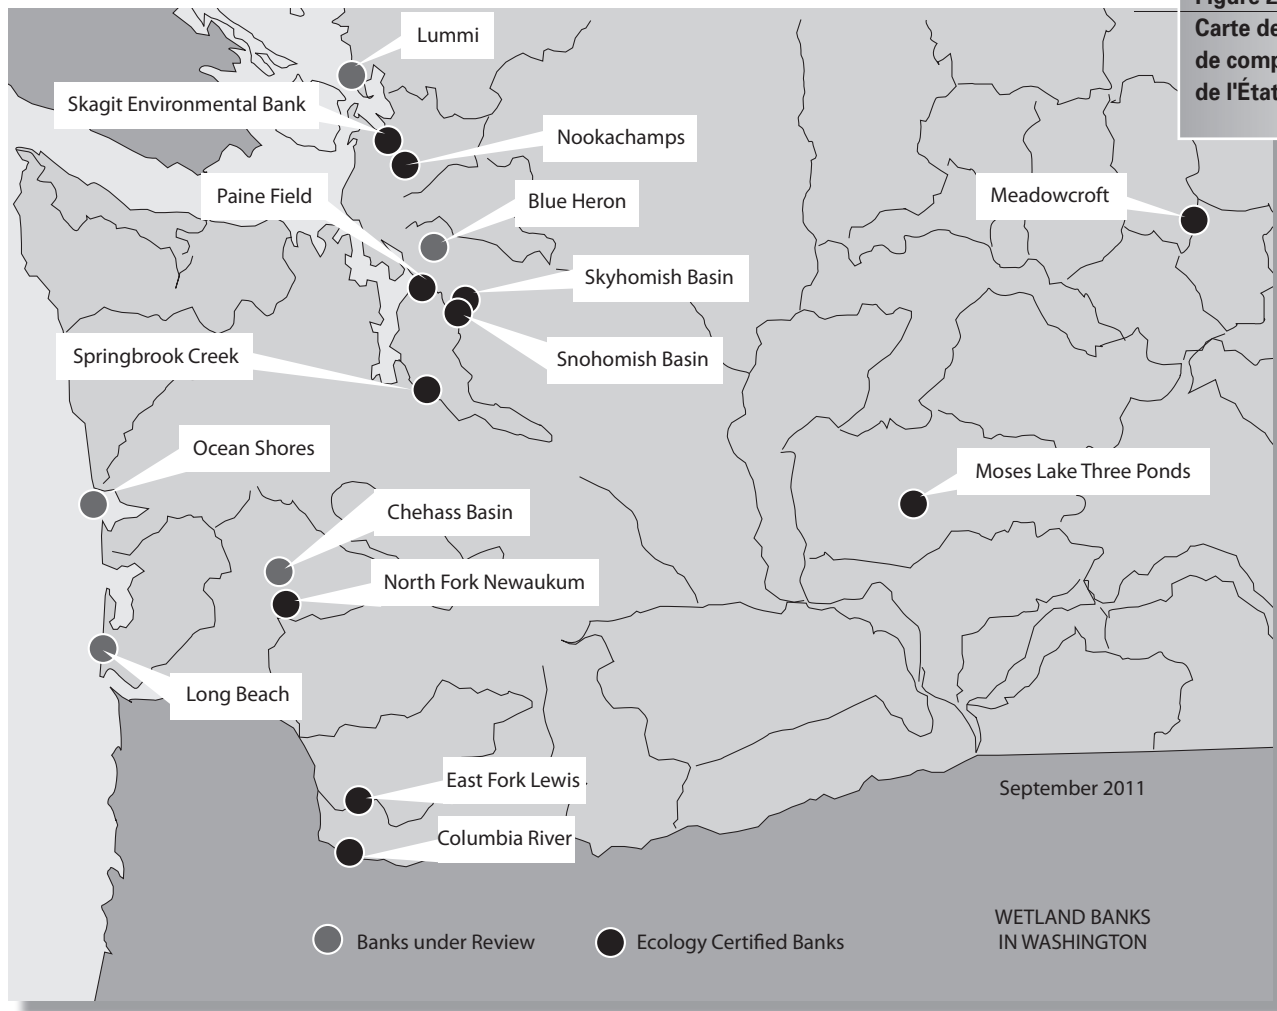 Carte de
de comp
de l'État
Lummi
Skagit Environmental Bank
Nookachamps
Paine Field
Blue Heron
Meadowcroft
Skyhomish Basin
Springbrook Creek
Snohomish Basin
Ocean Shores
Moses Lake Three Ponds
Chehass Basin
North Fork Newaukum
Long Beach
East Fork Lewis
September 2011
Columbia River
WETLAND BANKS
IN WASHINGTON
Banks under Review
Ecology Certified Banks